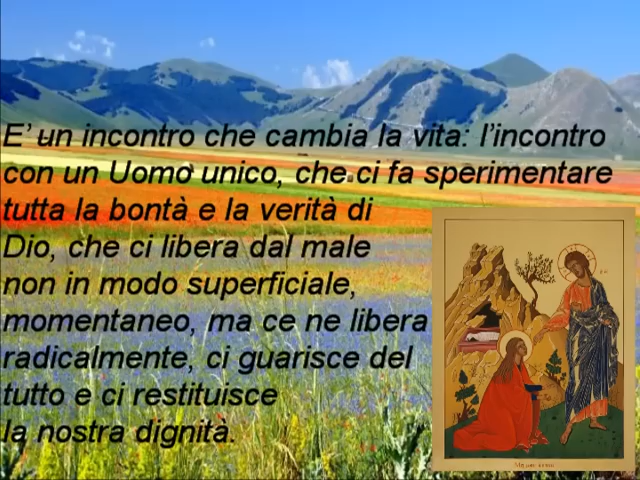 E' un incontro che cambia la vita: l'incontro
con un Uomo unico, che ci fa sperimentare
tutta la bontà e la verità di
Dio, che ci libera dal male
non in modo superficiale,
momentaneo, ma ce ne libera
radicalmente, ci guarisce del
tutto e ci restituisce
la nostra dignità.